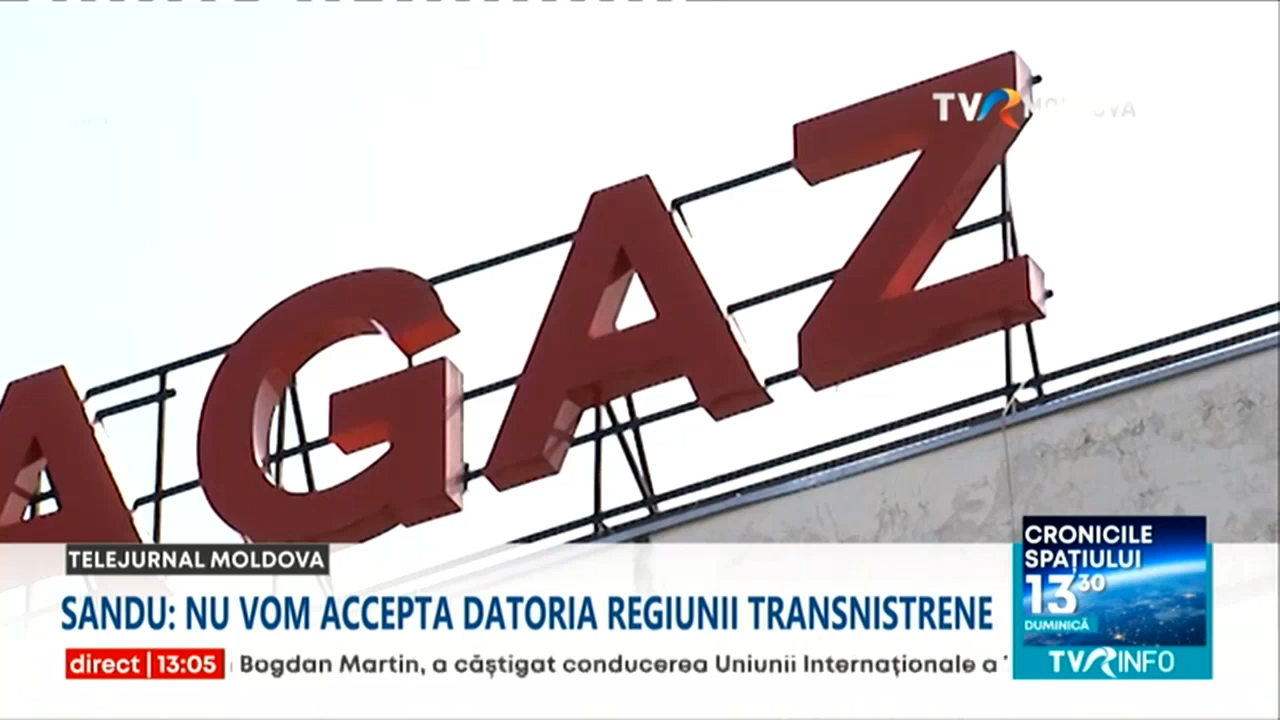 TVR MOLDOVA
AGAZ
TELEJURNAL MOLDOVA
SANDU: NU VOM ACCEPTA DATORIA REGIUNII TRANSNISTRENE
direct | 13:05
Bogdan Martin, a câștigat conducerea Uniunii Internaționale a
CRONICILE
SPAȚIULUI
13 30
DUMINICĂ
TVR INFO